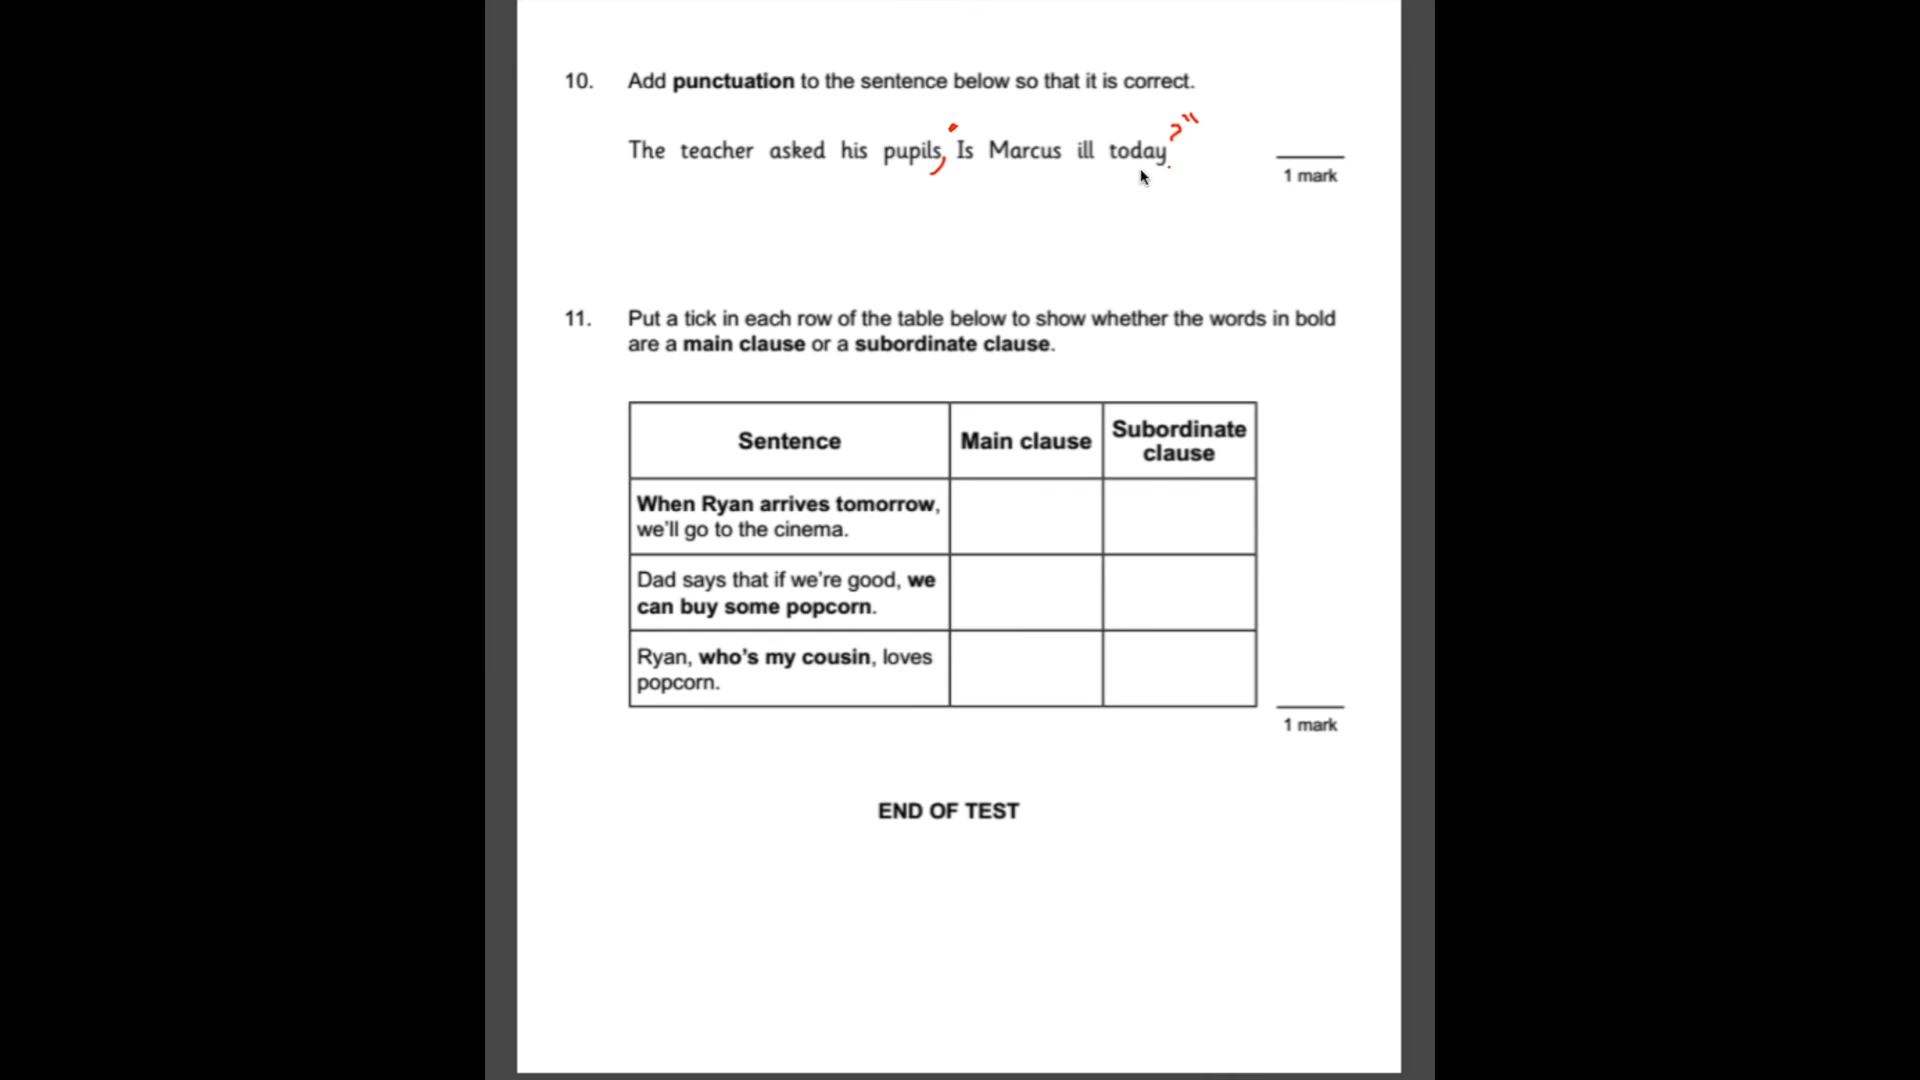 10. Add punctuation to the sentence below so that it is correct.
The teacher asked his pupils, "Is Marcus ill today?"
1 mark
11. Put a tick in each row of the table below to show whether the words in bold
are a main clause or a subordinate clause.
Sentence Main clause Subordinate
clause
When Ryan arrives tomorrow,
we'll go to the cinema.
Dad says that if we're good, we
can buy some popcorn.
Ryan, who's my cousin, loves
popcorn.
1 mark
END OF TEST